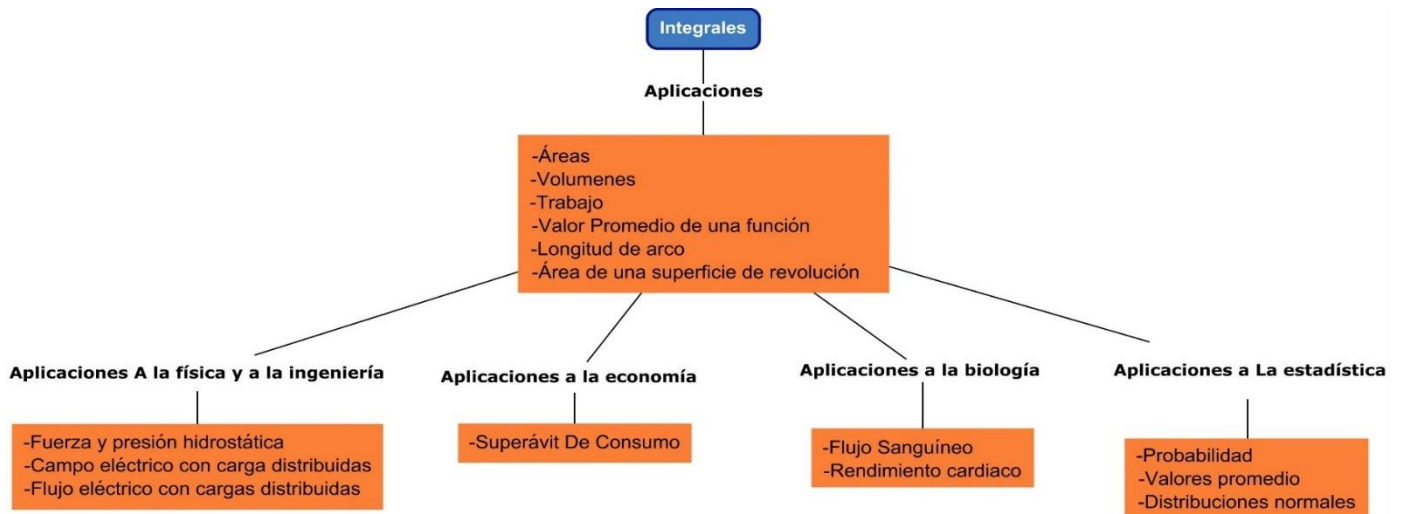 Integrales
Aplicaciones
-Áreas
-Volumenes
-Trabajo
-Valor Promedio de una función
-Longitud de arco
-Área de una superficie de revolución
Aplicaciones A la física y a la ingeniería
-Fuerza y presión hidrostática
-Campo eléctrico con carga distribuidas
-Flujo eléctrico con cargas distribuidas
Aplicaciones a la economía
-Superávit De Consumo
Aplicaciones a la biología
-Flujo Sanguíneo
-Rendimiento cardiaco
Aplicaciones a La estadística
-Probabilidad
-Valores promedio
-Distribuciones normales